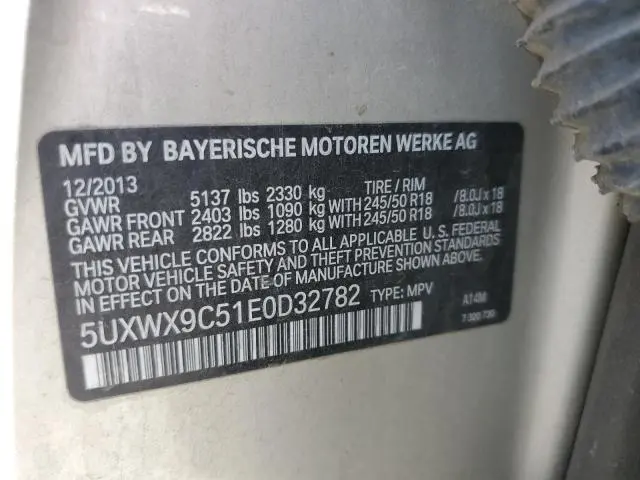 MFD BY BAYERISCHE MOTOREN WERKE AG
12/2013
GVWR 5137 lbs 2330 kg TIRE / RIM
GAWR FRONT 2403 lbs 1090 kg WITH 245/50 R18 /8.0J x 18
GAWR REAR 2822 lbs 1280 kg WITH 245/50 R18 /8.0J x 18
THIS VEHICLE CONFORMS TO ALL APPLICABLE U.S. FEDERAL
MOTOR VEHICLE SAFETY AND THEFT PREVENTION STANDARDS
IN EFFECT ON THE DATE OF MANUFACTURE SHOWN ABOVE.
5UXWX9C51E0D32782 TYPE: MPV A14M
7 320 730